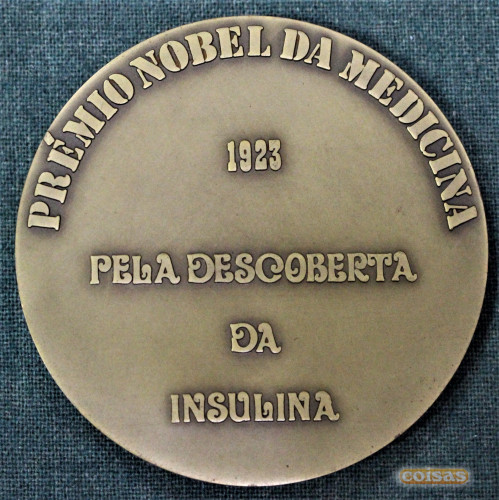 PRÉMIO NOBEL DA MEDICINA
1923
PELA DESCOBERTA
DA
INSULINA
coisas